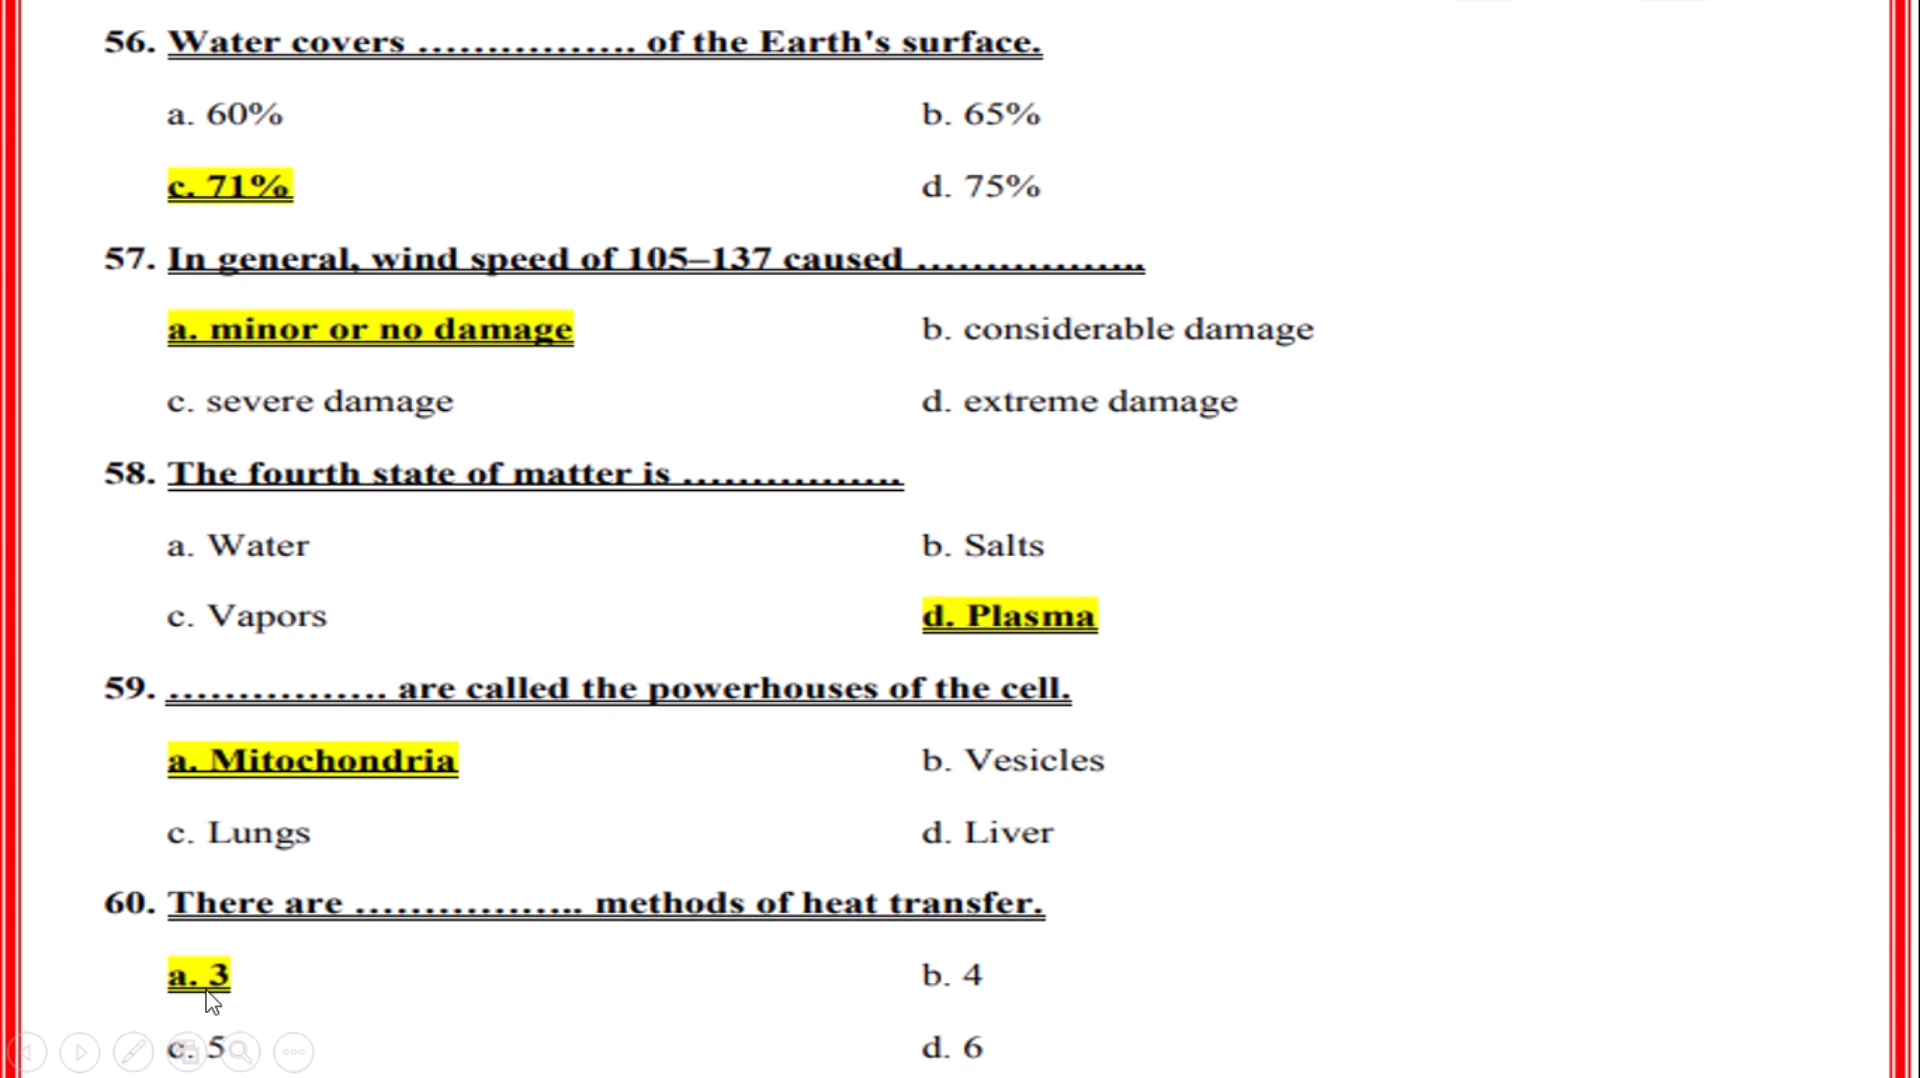 56. Water covers ................ of the Earth's surface.
a. 60% b. 65%
c. 71% d. 75%
57. In general, wind speed of 105–137 caused .................
a. minor or no damage b. considerable damage
c. severe damage d. extreme damage
58. The fourth state of matter is ................
a. Water b. Salts
c. Vapors d. Plasma
59. ................ are called the powerhouses of the cell.
a. Mitochondria b. Vesicles
c. Lungs d. Liver
60. There are ................. methods of heat transfer.
a. 3 b. 4
c. 5 d. 6